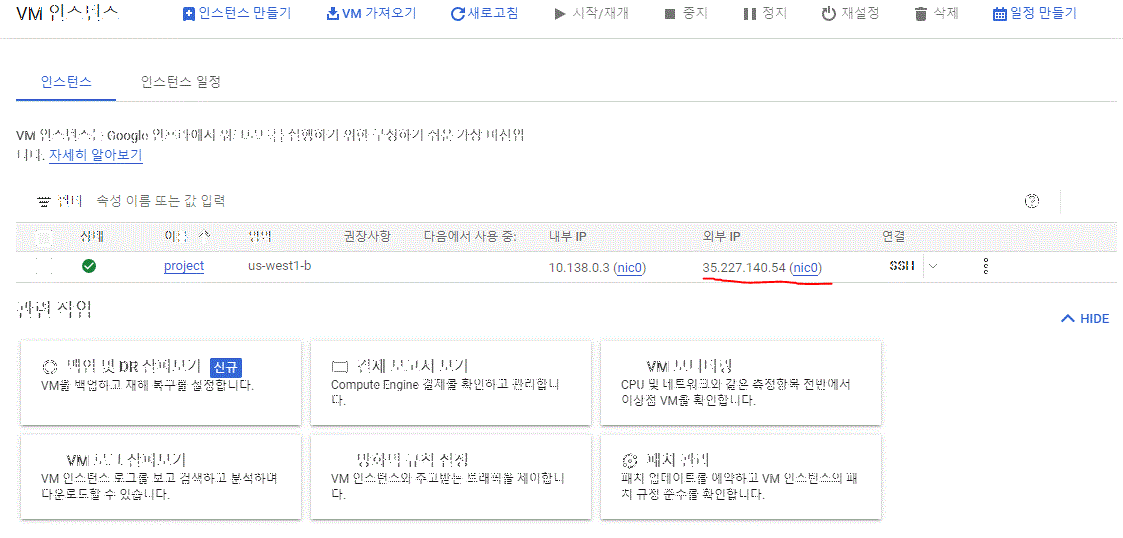 VM 인스턴스
인스턴스 만들기 VM 가져오기 새로고침 시작/재개 중지 정지 재설정 삭제 일정 만들기
인스턴스 인스턴스 일정
VM 인스턴스는 Google 인프라에서 워크로드를 실행하기 위한 구성하기 쉬운 가상 머신입
니다. 자세히 알아보기
필터 속성 이름 또는 값 입력
상태 이름 영역 권장사항 다음에서 사용 중: 내부 IP 외부 IP 연결
project us-west1-b 10.138.0.3 (nic0) 35.227.140.54 (nic0) SSH
관련 작업
HIDE
백업 및 DR 살펴보기 신규
VM을 백업하고 재해 복구를 설정합니다.
결제 보고서 보기
Compute Engine 결제를 확인하고 관리합니
다.
VM 모니터링
CPU 및 네트워크와 같은 측정항목 전반에서
이상점 VM을 확인합니다.
VM 로그 살펴보기
VM 인스턴스 로그를 보고 검색하고 분석하며
다운로드할 수 있습니다.
방화벽 규칙 설정
VM 인스턴스와 주고받는 트래픽을 제어합니
다.
패치 관리
패치 업데이트를 예약하고 VM 인스턴스의 패
치 규정 준수를 확인합니다.